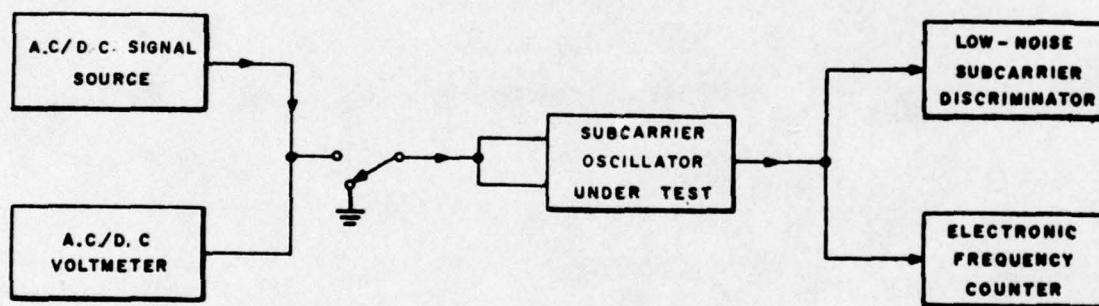 A.C/D.C. SIGNAL
SOURCE
A.C/D.C
VOLTMETER
SUBCARRIER
OSCILLATOR
UNDER TEST
LOW-NOISE
SUBCARRIER
DISCRIMINATOR
ELECTRONIC
FREQUENCY
COUNTER